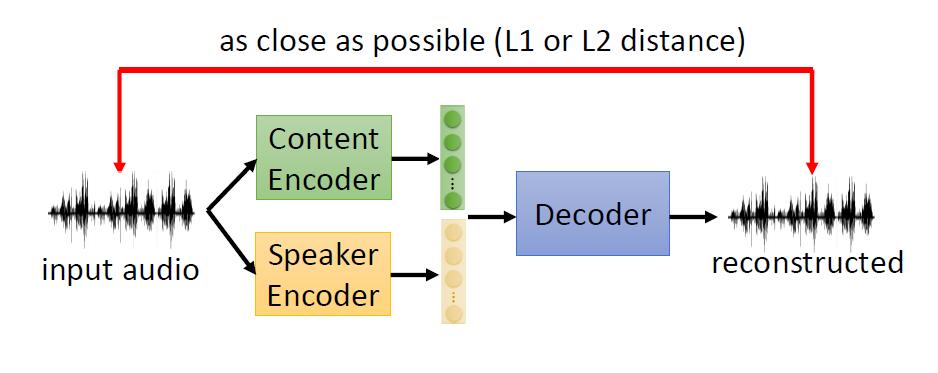 as close as possible (L1 or L2 distance)
Content
Encoder
Speaker
Encoder
Decoder
input audio
reconstructed